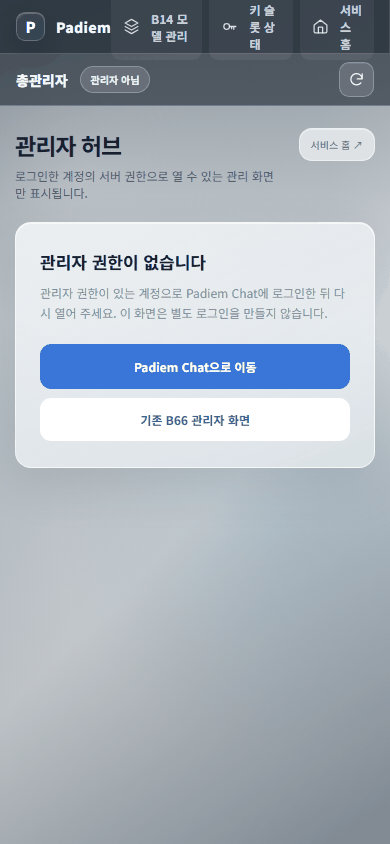 P
Padiem
B14 모
델 관리
키 슬
롯 상
태
서비
스
홈
총관리자
관리자 아님
관리자 허브
서비스 홈 ↗
로그인한 계정의 서버 권한으로 열 수 있는 관리 화면
만 표시됩니다.
관리자 권한이 없습니다
관리자 권한이 있는 계정으로 Padiem Chat에 로그인한 뒤 다
시 열어 주세요. 이 화면은 별도 로그인을 만들지 않습니다.
Padiem Chat으로 이동
기존 B66 관리자 화면